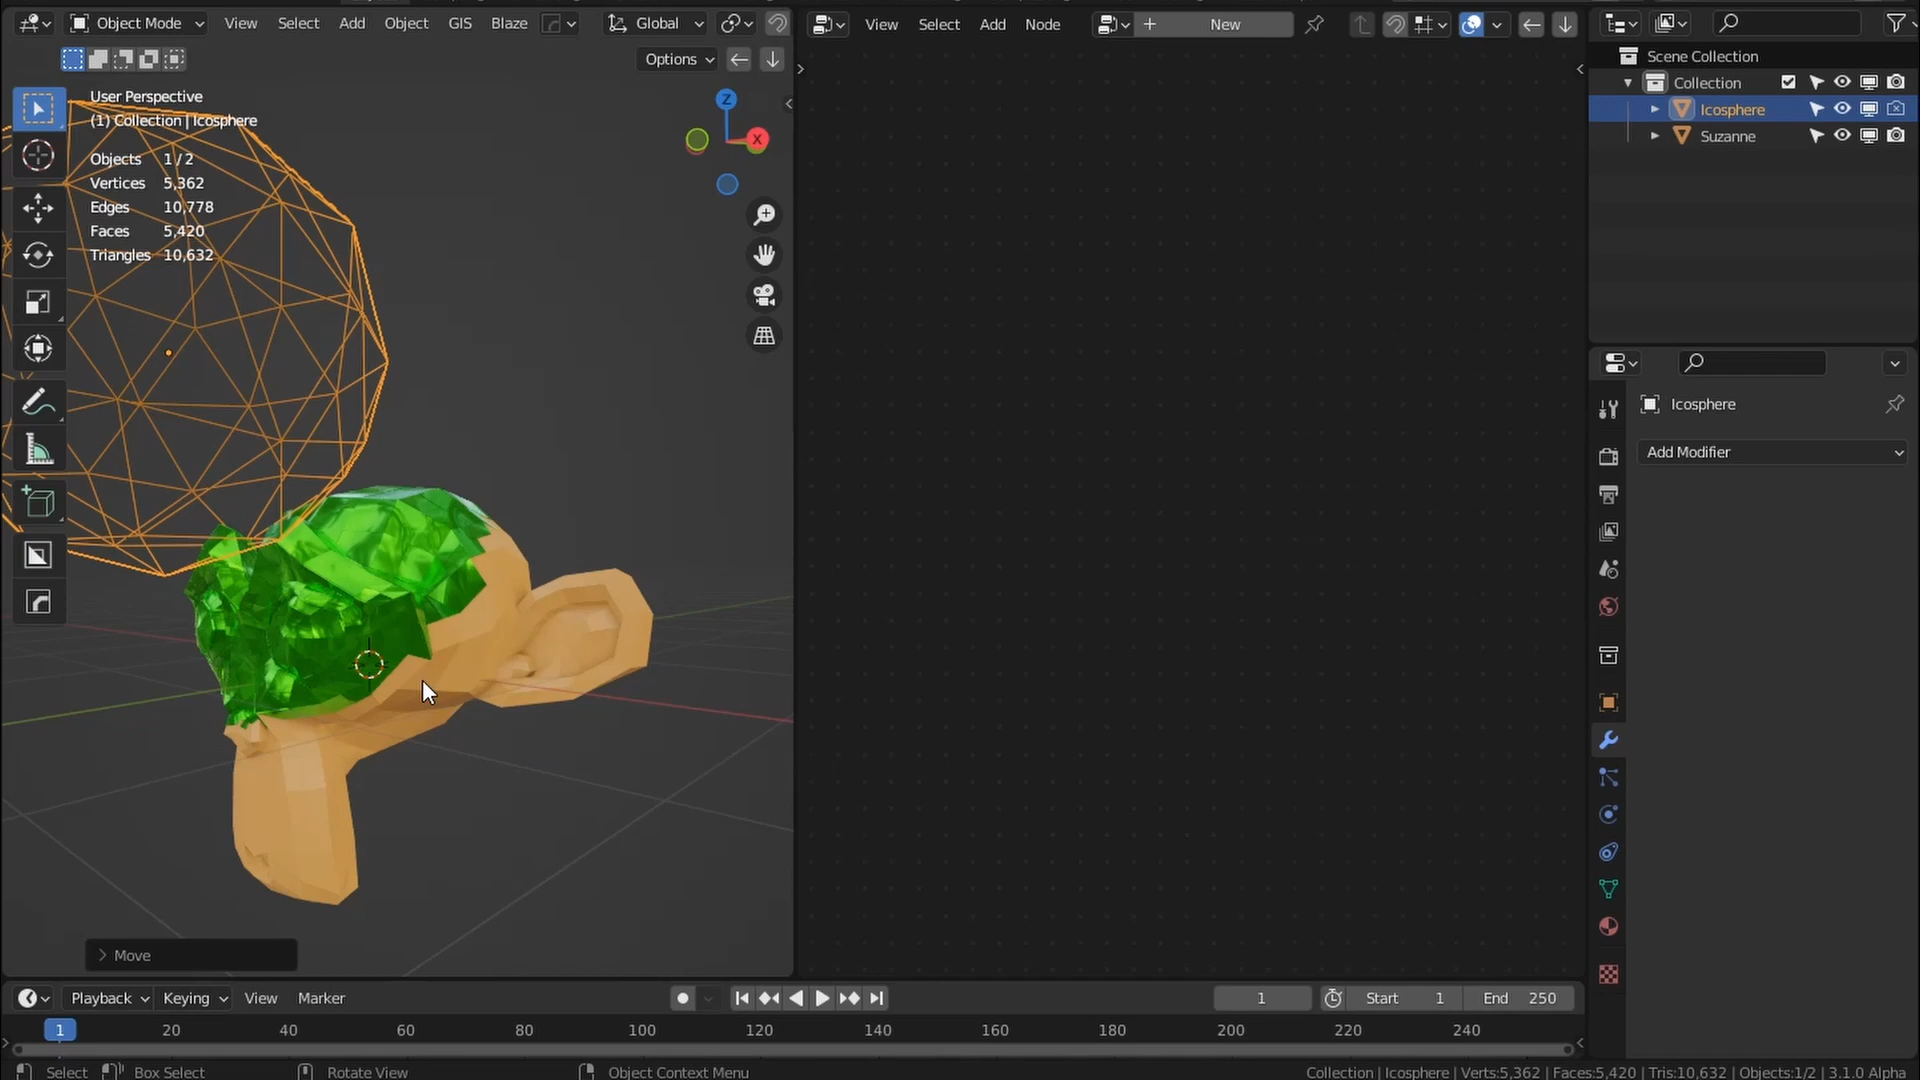 Object Mode
View
Select
Add
Object
GIS
Blaze
Global
View
Select
Add
Node
New
Options
User Perspective
(1) Collection | Icosphere
Objects 1 / 2
Vertices 5,362
Edges 10,778
Faces 5,420
Triangles 10,632
Z
X
Scene Collection
Collection
Icosphere
Suzanne
Icosphere
Add Modifier
Move
Playback
Keying
View
Marker
1
Start 1
End 250
1 20 40 60 80 100 120 140 160 180 200 220 240
Select
Box Select
Rotate View
Object Context Menu
Collection | Icosphere | Verts:5,362 | Faces:5,420 | Tris:10,632 | Objects:1/2 | 3.1.0 Alpha